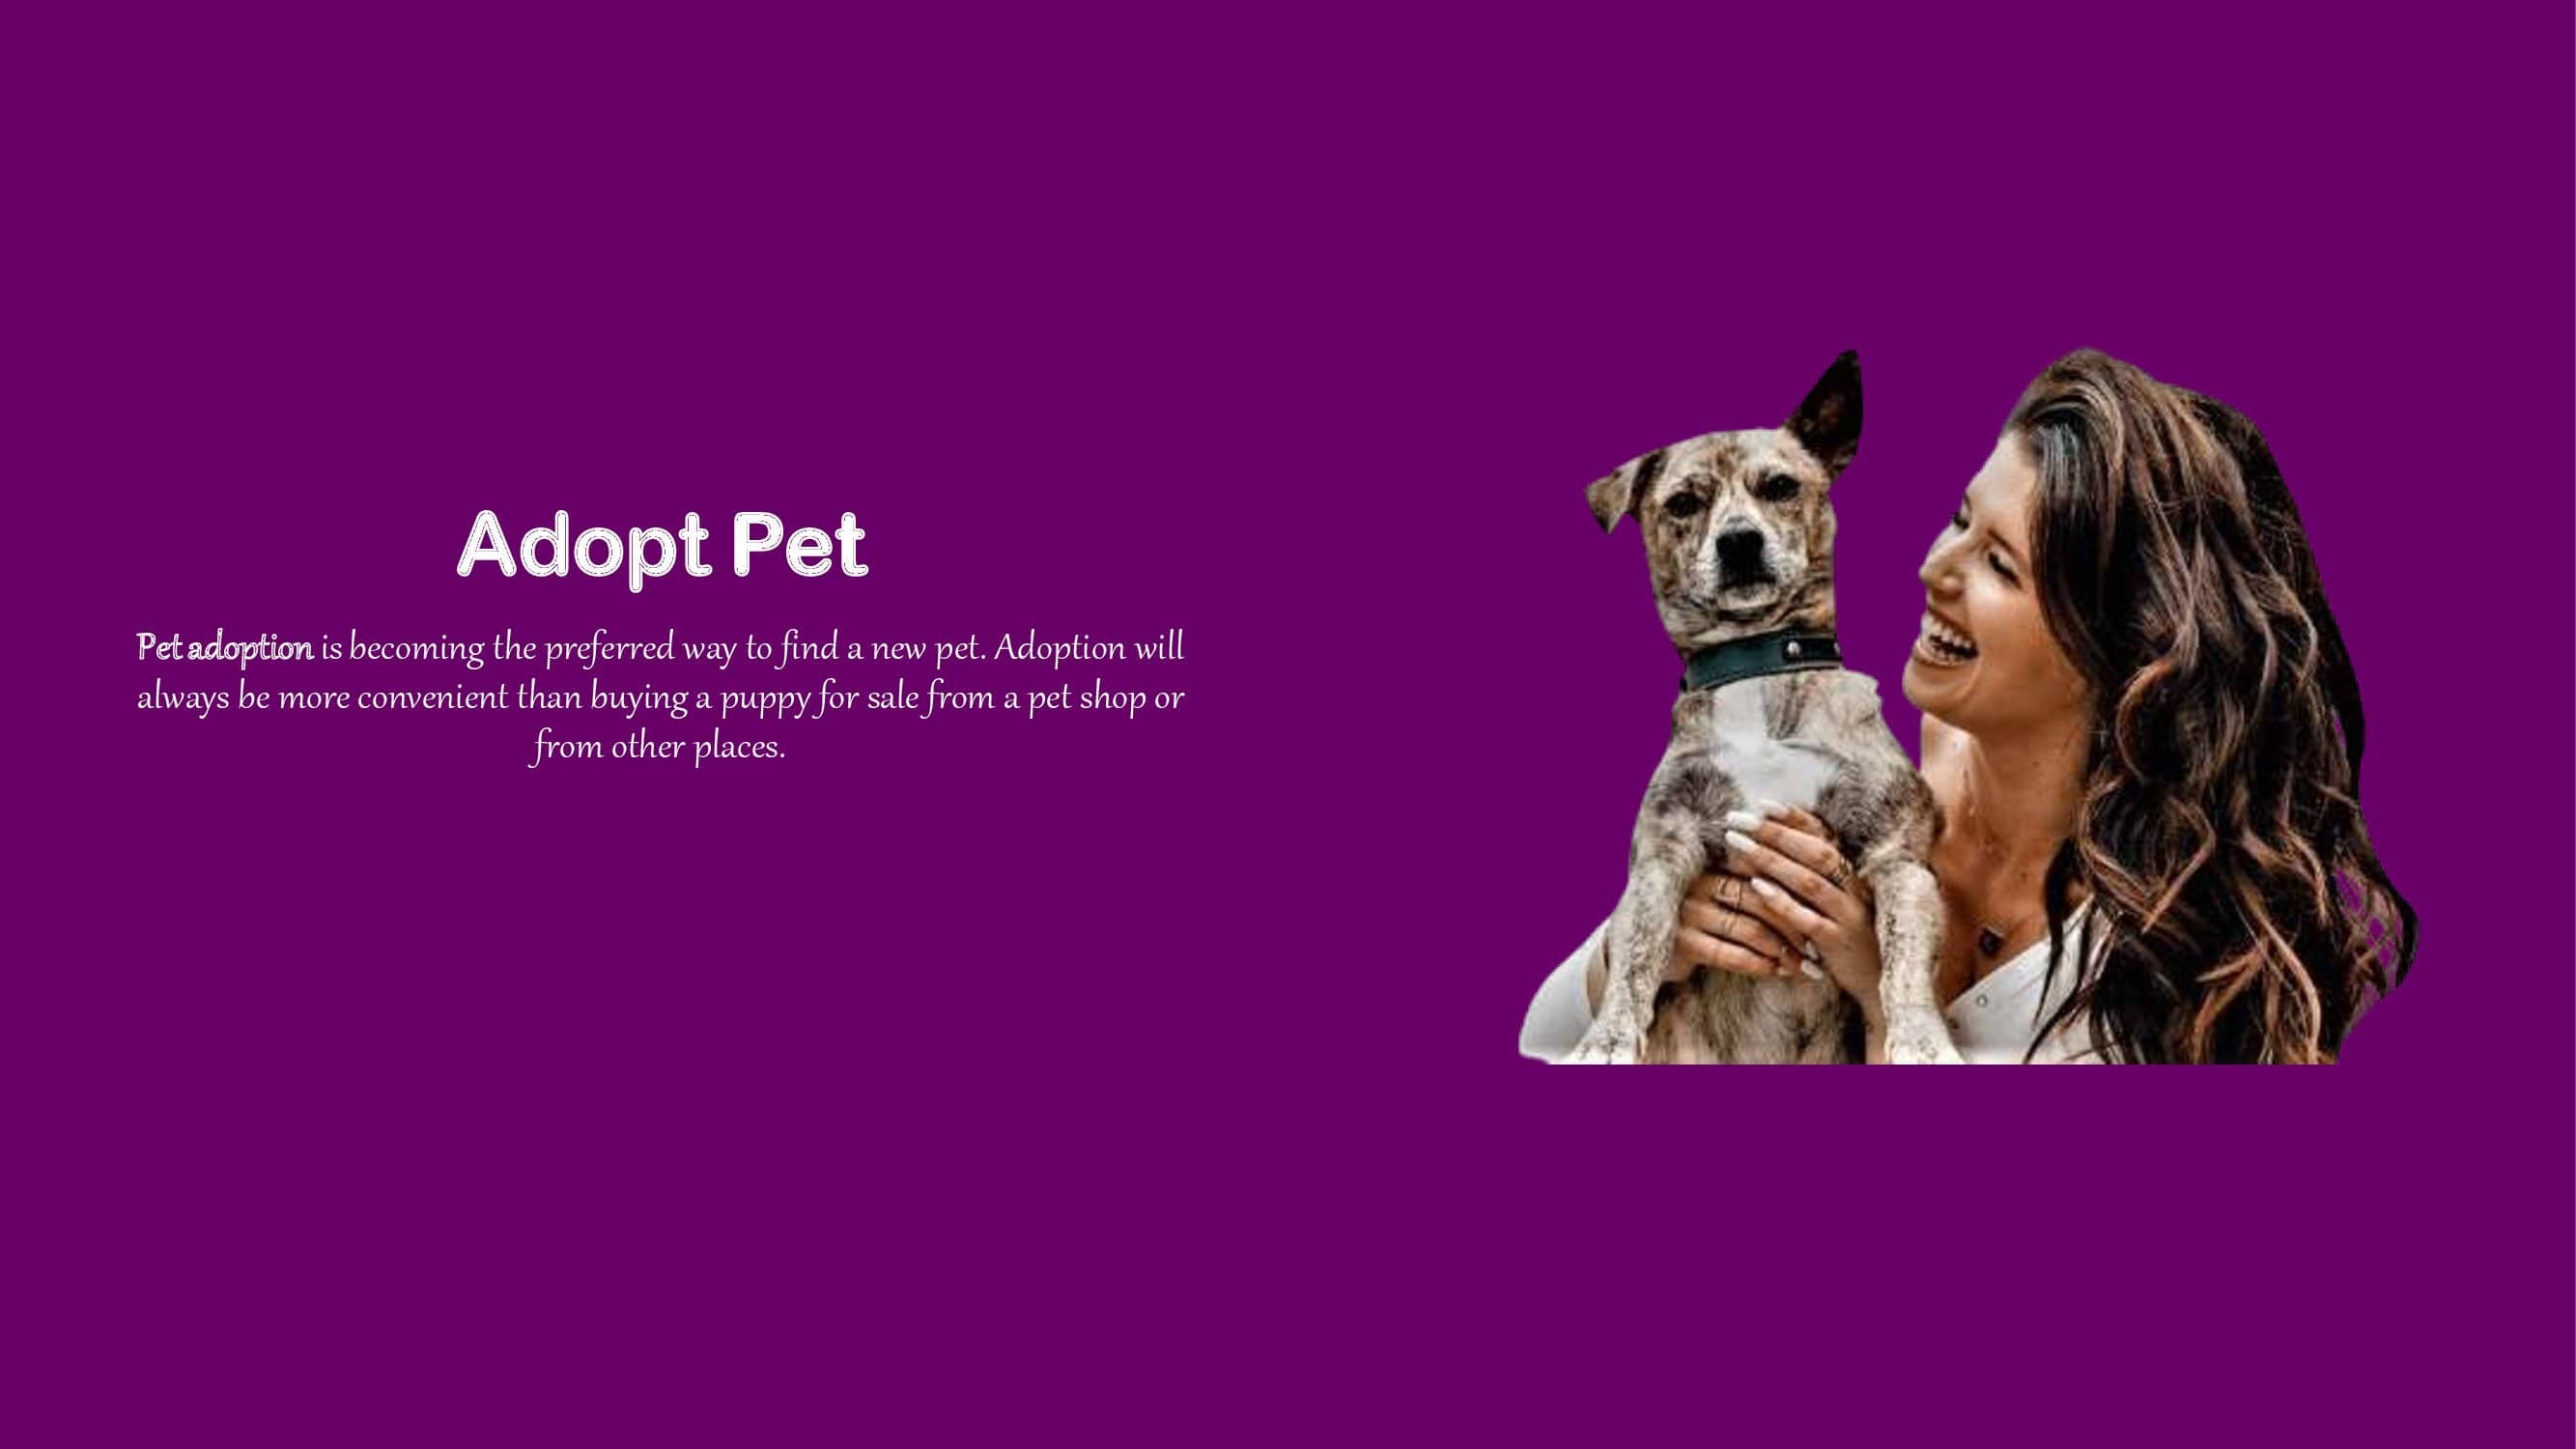 Adopt Pet
Pet adoption is becoming the preferred way to find a new pet. Adoption will
always be more convenient than buying a puppy for sale from a pet shop or
from other places.